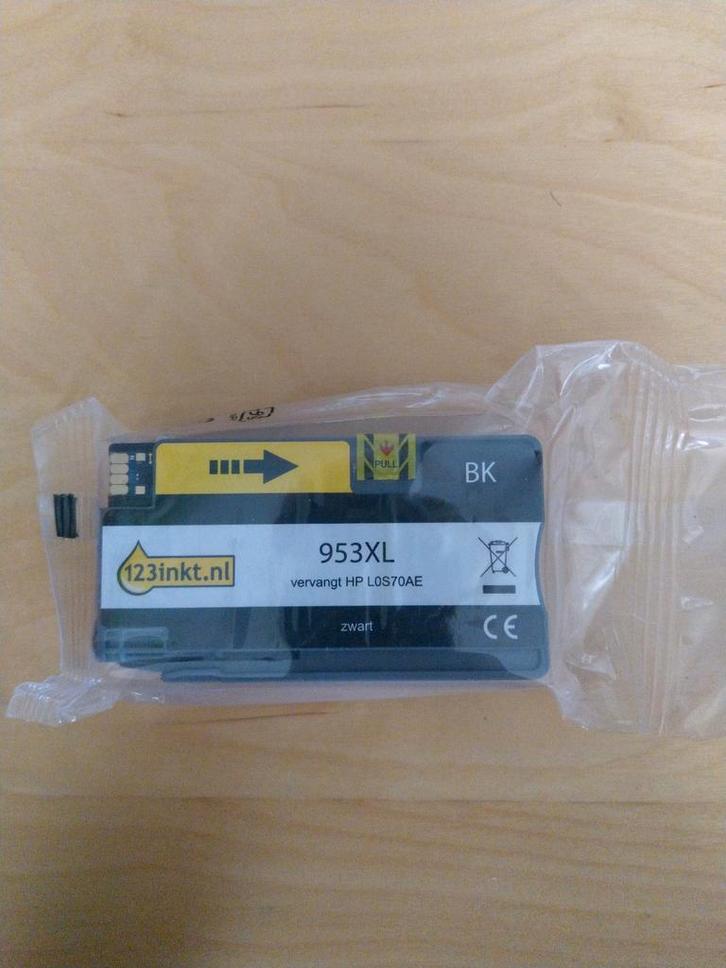 PULL
BK
123inkt.nl
953XL
vervangt HP L0S70AE
zwart
CE